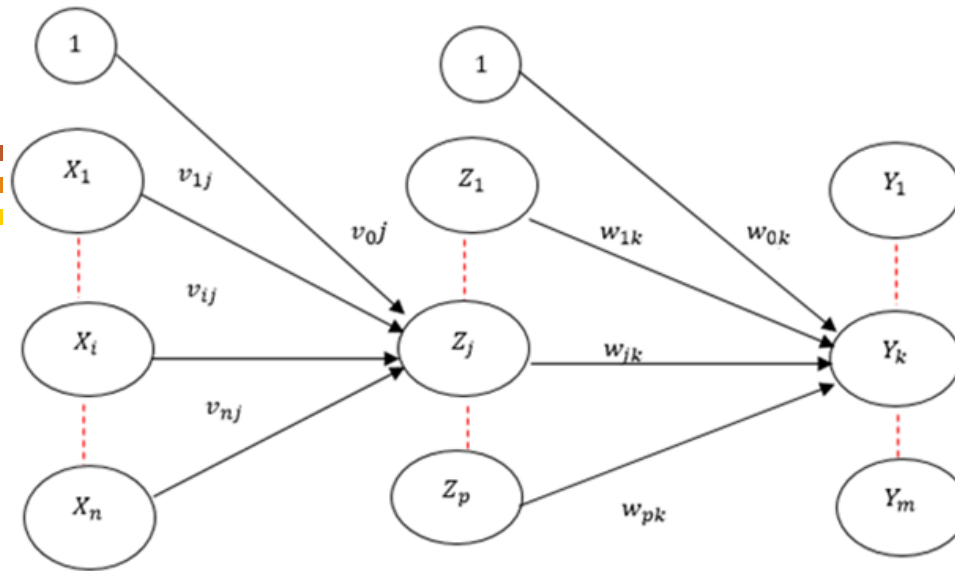 1
1
X₁
v₁ⱼ
Z₁
Y₁
v₀j
w₁ₖ
w₀ₖ
vᵢⱼ
Xᵢ
Zⱼ
wⱼₖ
Yₖ
vₙⱼ
Xₙ
Zₚ
wₚₖ
Yₘ